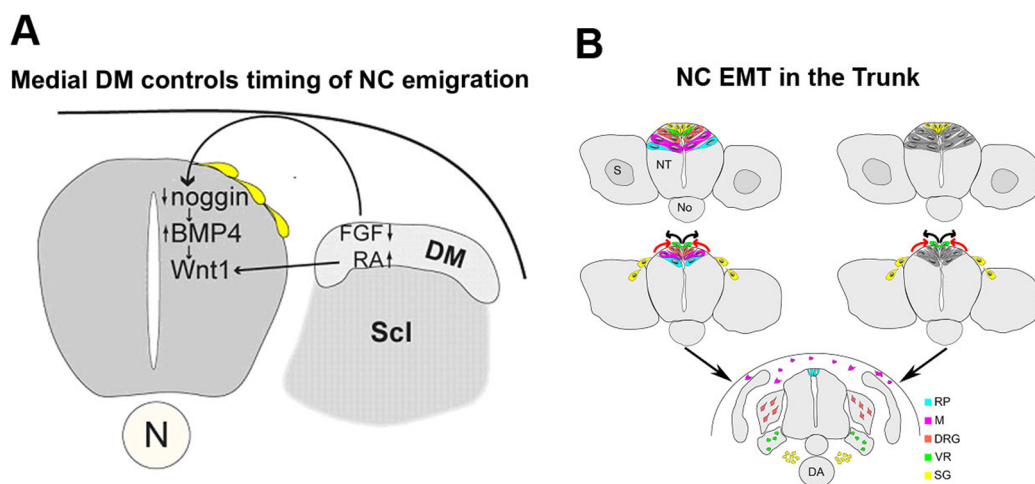 A
Medial DM controls timing of NC emigration
noggin
BMP4
Wnt1
FGF
RA
DM
Scl
N
B
NC EMT in the Trunk
S
NT
No
DA
RP
M
DRG
VR
SG